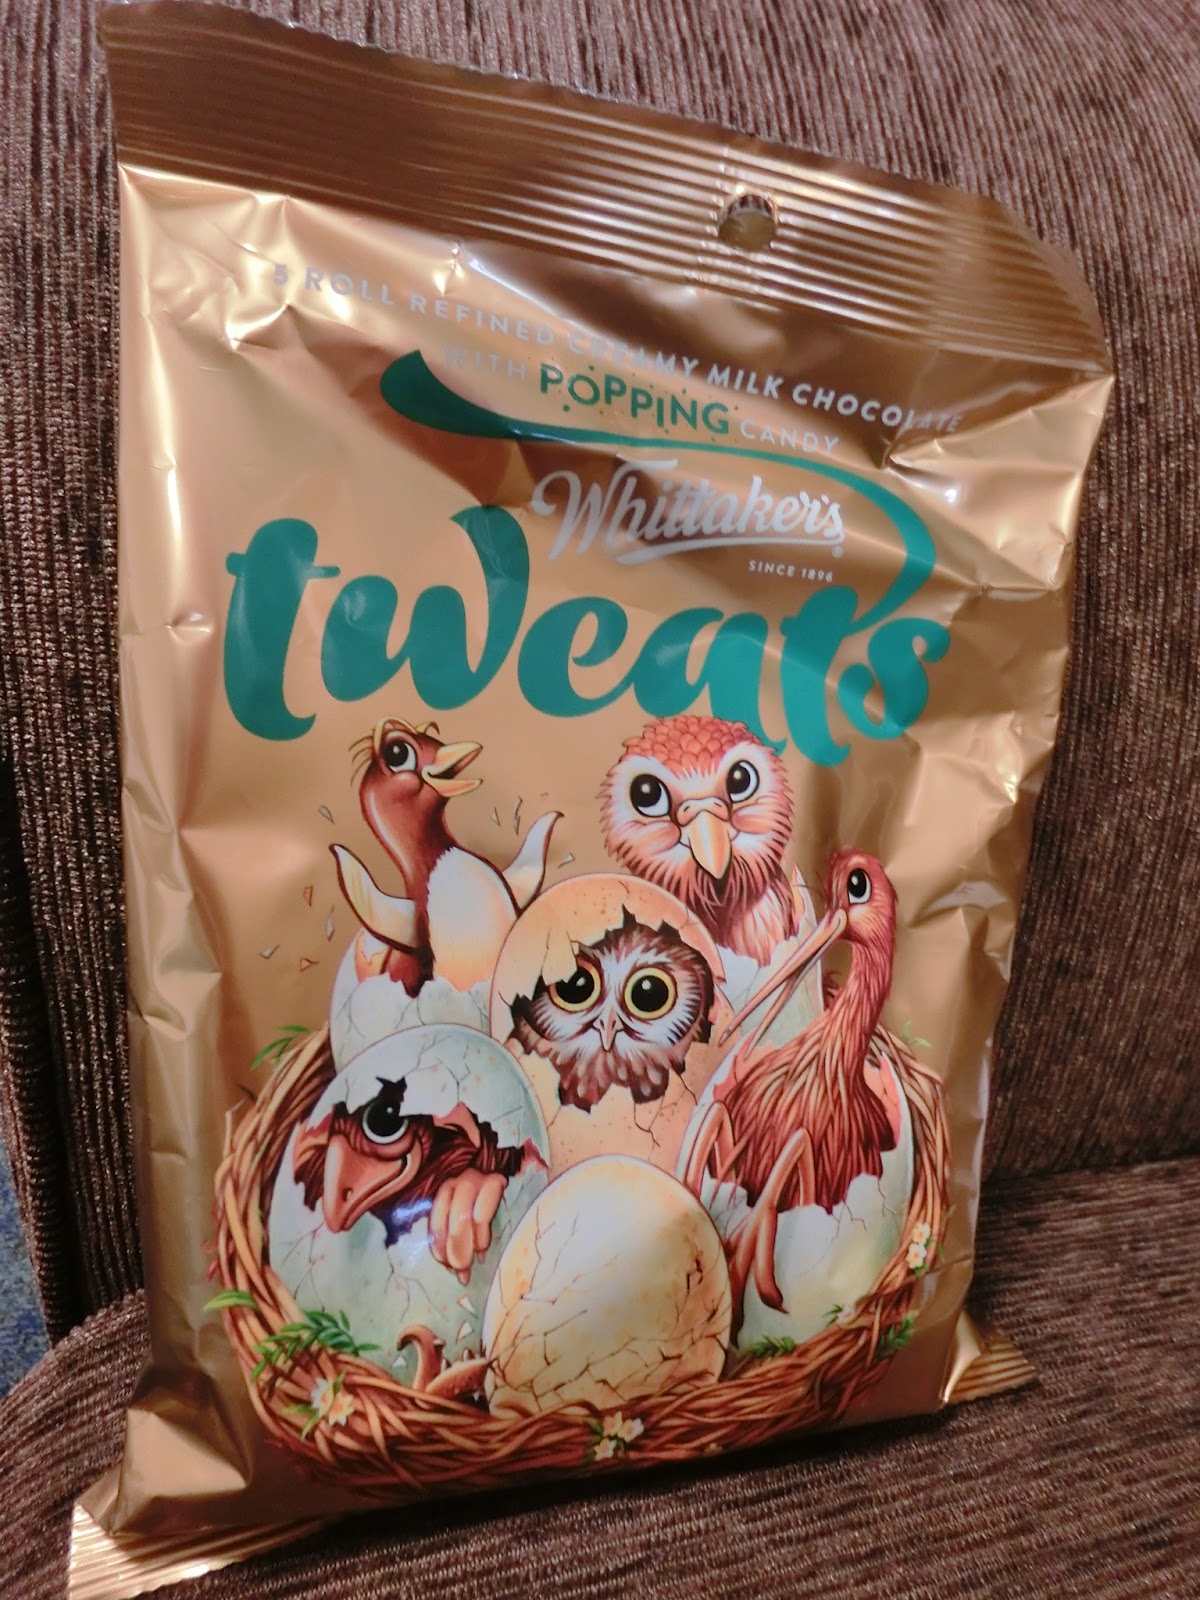 5 ROLL REFINED CREAMY MILK CHOCOLATE
WITH POPPING CANDY
Whittaker's®
SINCE 1896
tweats